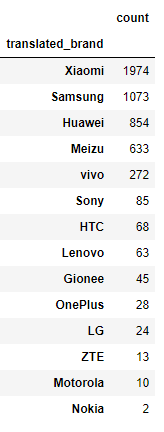 count
translated_brand
Xiaomi 1974
Samsung 1073
Huawei 854
Meizu 633
vivo 272
Sony 85
HTC 68
Lenovo 63
Gionee 45
OnePlus 28
LG 24
ZTE 13
Motorola 10
Nokia 2